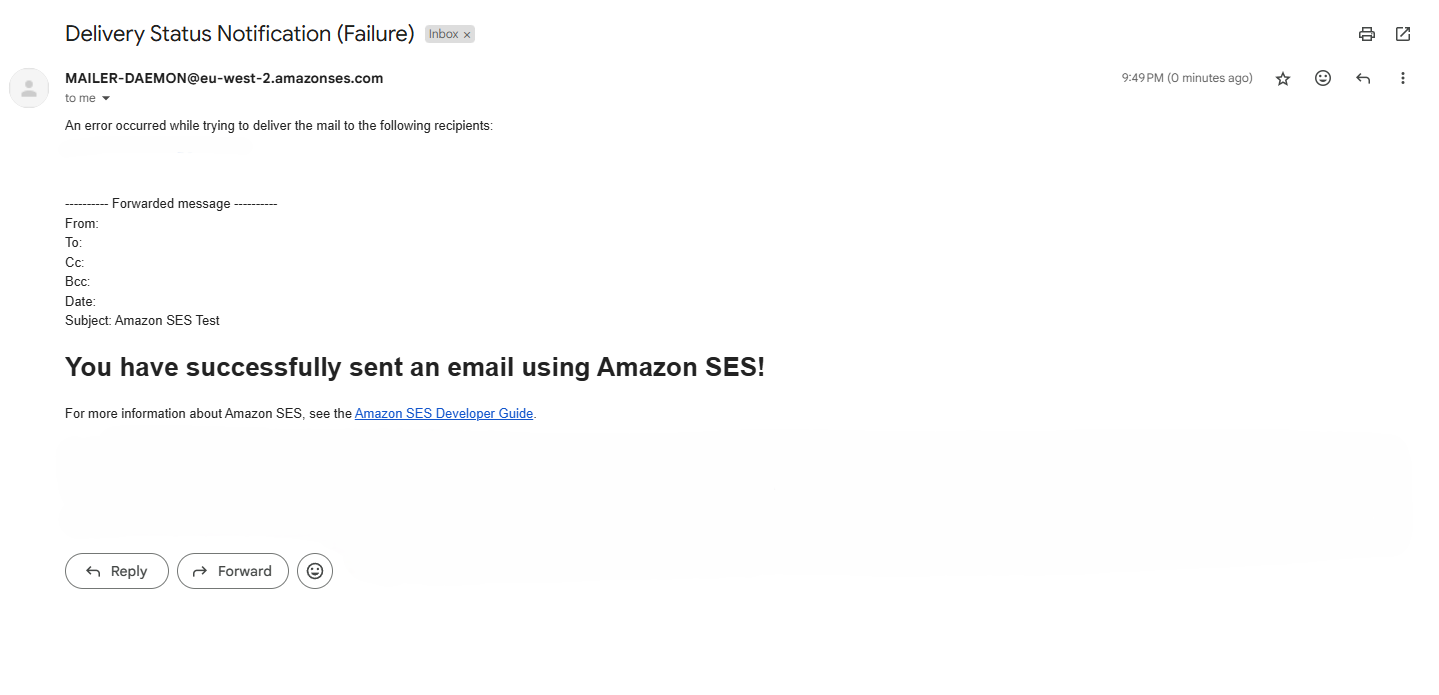 Delivery Status Notification (Failure) Inbox ×
MAILER-DAEMON@eu-west-2.amazonses.com 9:49 PM (0 minutes ago)
to me
An error occurred while trying to deliver the mail to the following recipients:
---------- Forwarded message ----------
From:
To:
Cc:
Bcc:
Date:
Subject: Amazon SES Test
You have successfully sent an email using Amazon SES!
For more information about Amazon SES, see the Amazon SES Developer Guide.
Reply Forward